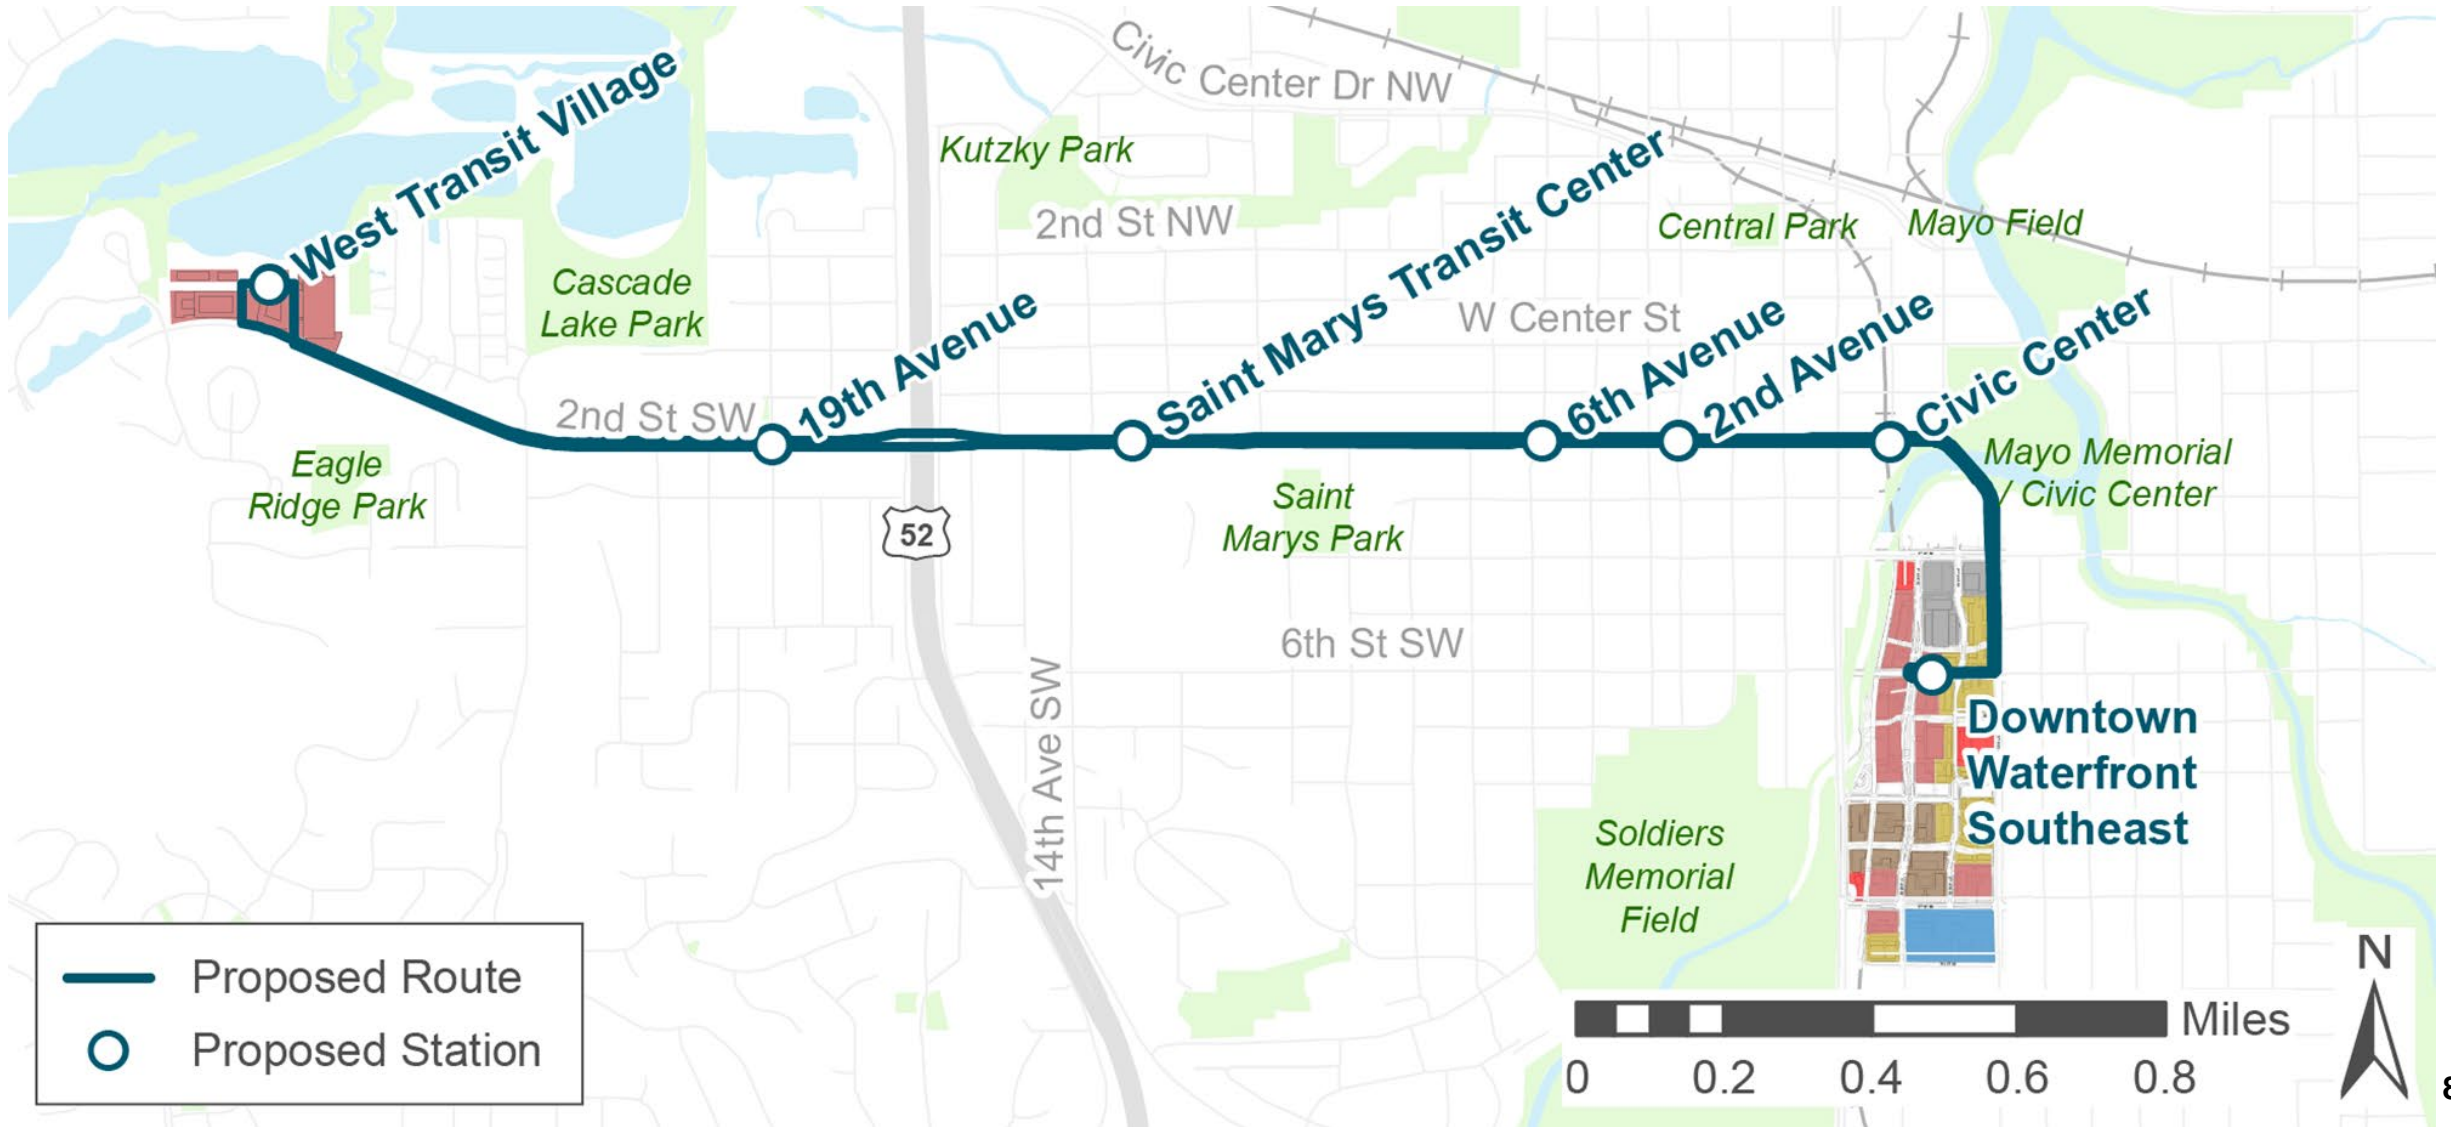 Civic Center Dr NW
West Transit Village
Kutzky Park
2nd St NW
Saint Marys Transit Center
Central Park
Mayo Field
Cascade
Lake Park
19th Avenue
W Center St
6th Avenue
2nd Avenue
Civic Center
2nd St SW
Eagle
Ridge Park
52
Saint
Marys Park
Mayo Memorial
/ Civic Center
6th St SW
14th Ave SW
Downtown
Waterfront
Southeast
Soldiers
Memorial
Field
Proposed Route
Proposed Station
N
Miles
0 0.2 0.4 0.6 0.8